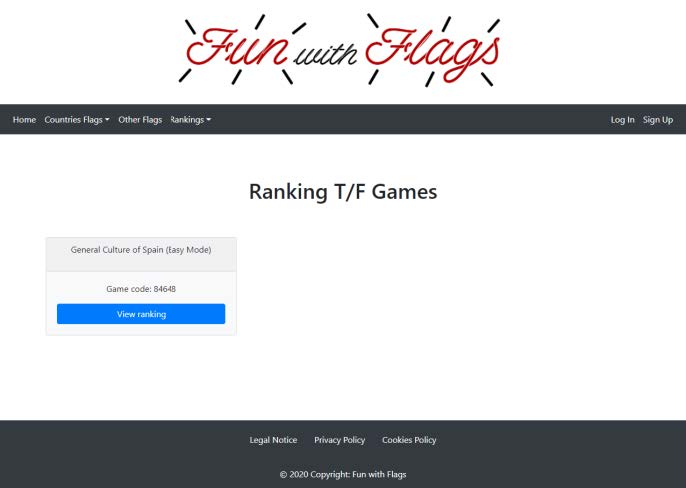 Fun with Flags
Home Countries Flags Other Flags Rankings Log In Sign Up
Ranking T/F Games
General Culture of Spain (Easy Mode)
Game code: 84648
View ranking
Legal Notice Privacy Policy Cookies Policy
© 2020 Copyright: Fun with Flags